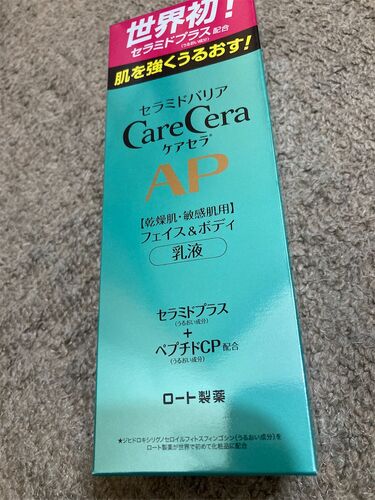 世界初！
セラミドプラス配合
(うるおい成分)
肌を強くうるおす！
セラミドバリア
CareCera
ケアセラ®
AP
【乾燥肌・敏感肌用】
フェイス&ボディ
乳液
セラミドプラス
(うるおい成分)
+
ペプチドCP配合
(うるおい成分)
ロート製薬
★ジヒドロキシリグノセロイルフィトスフィンゴシン(うるおい成分)を
ロート製薬が世界で初めて化粧品に配合